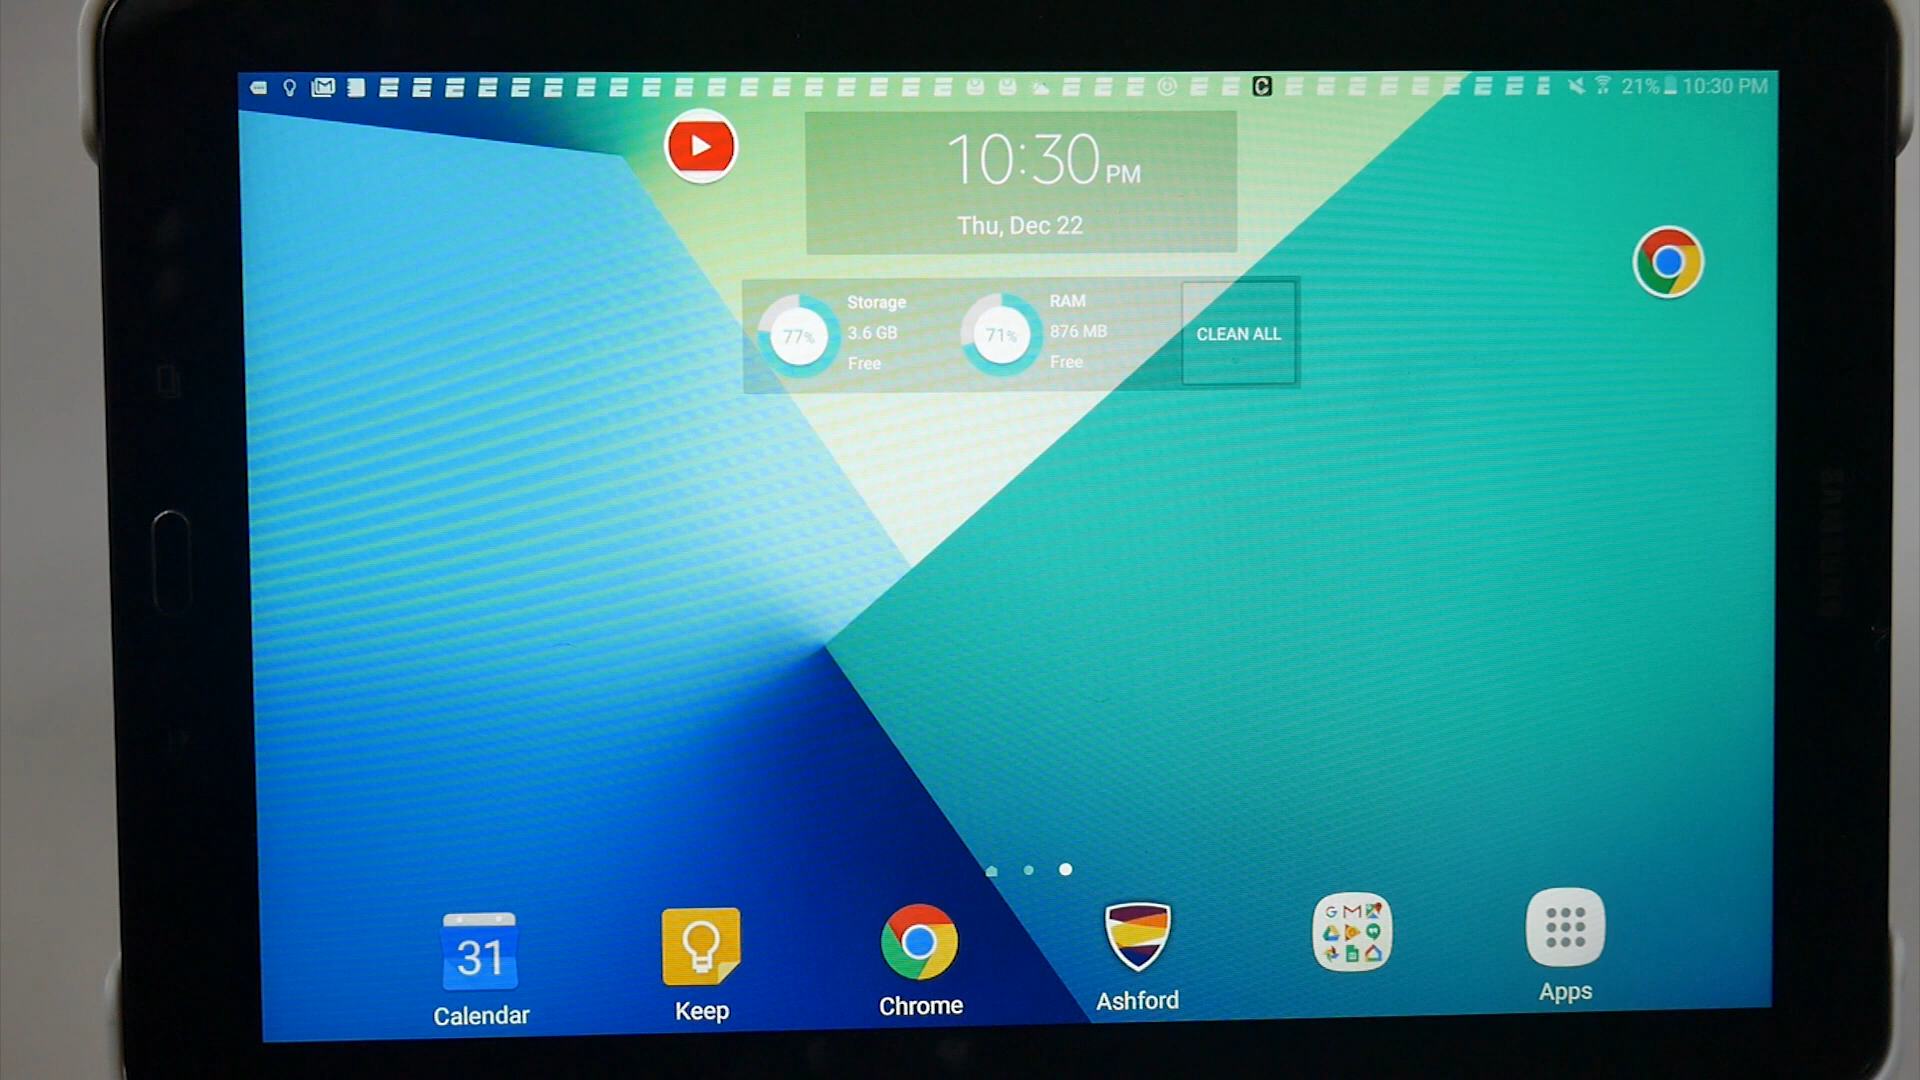 21% 10:30 PM
10:30 PM
Thu, Dec 22
77%
Storage
3.6 GB
Free
71%
RAM
876 MB
Free
CLEAN ALL
31
Calendar
Keep
Chrome
Ashford
Apps
SAMSUNG